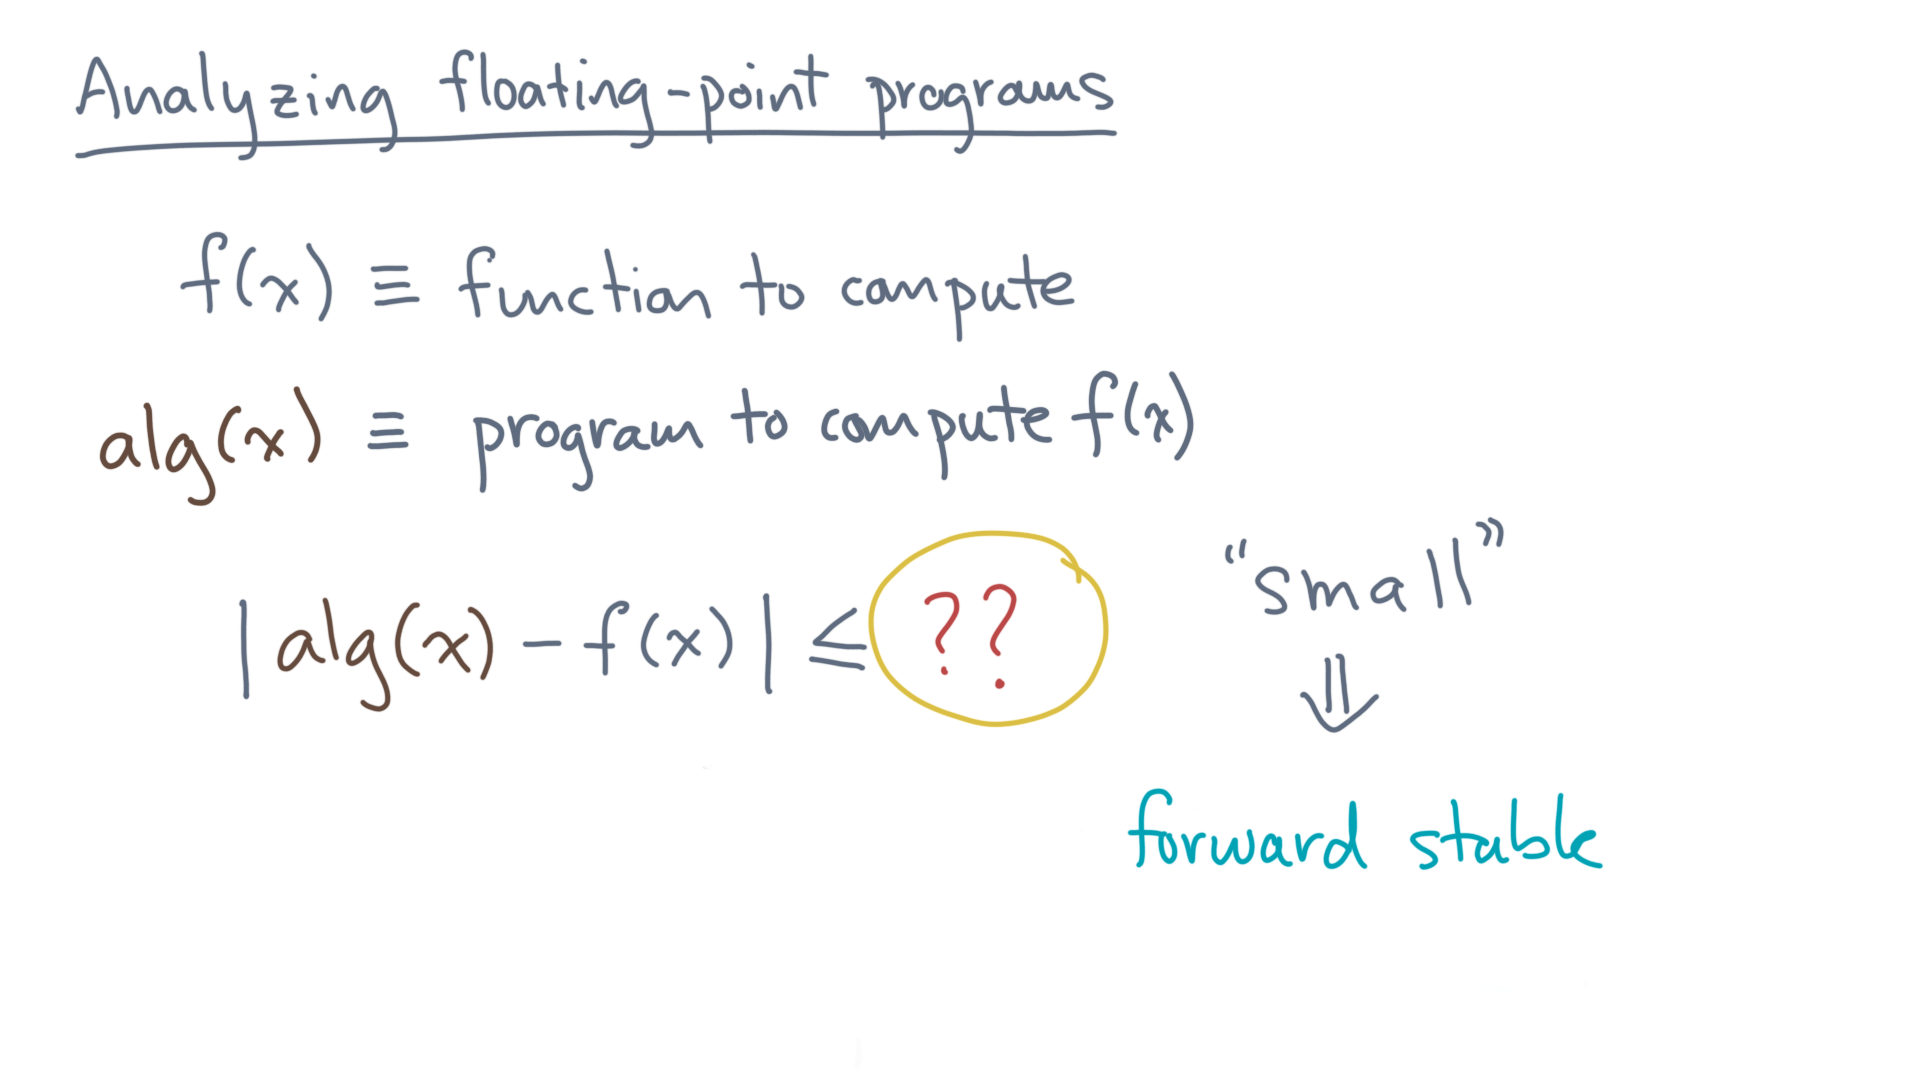 Analyzing floating-point programs
f(x) ≡ function to compute
alg(x) ≡ program to compute f(x)
|alg(x) - f(x)| ≤ ??
"small"
⇓
forward stable